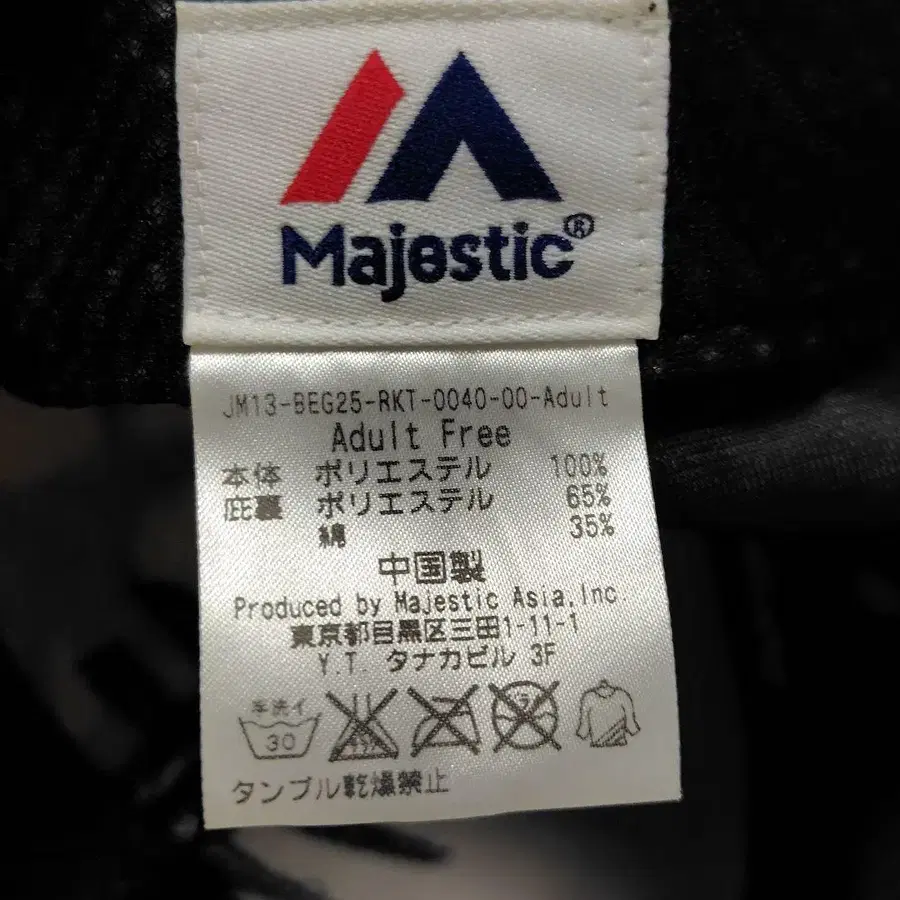 Majestic®
JM13-BEG25-RKT-0040-00-Adult
Adult Free
本体 ポリエステル 100%
庇裏 ポリエステル 65%
綿 35%
中国製
Produced by Majestic Asia,Inc.
東京都目黒区三田1-11-1
Y.T. タナカビル 3F
手洗イ
30
タンブル乾燥禁止